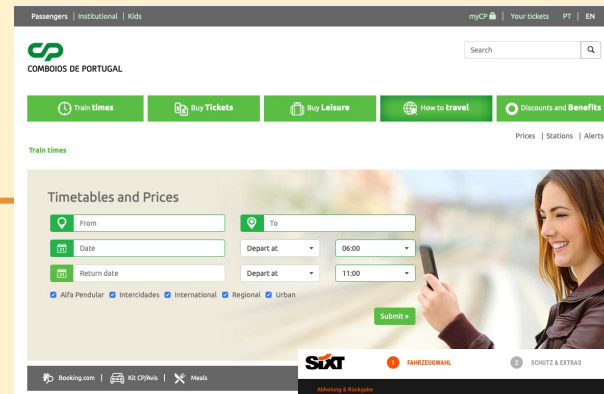 Passengers | Institutional | Kids
myCP | Your tickets PT | EN
CP
COMBOIOS DE PORTUGAL
Search
Train times
Buy Tickets
Buy Leisure
How to travel
Discounts and Benefits
Prices | Stations | Alerts
Train times
Timetables and Prices
From
To
Date
Depart at
06:00
Return date
Depart at
11:00
Alfa Pendular Intercidades International Regional Urban
Submit »
Booking.com | Kit CP/Avis | Meals
SIXT
1 FAHRZEUGWAHL
2 SCHUTZ & EXTRAS
Abholung & Rückgabe